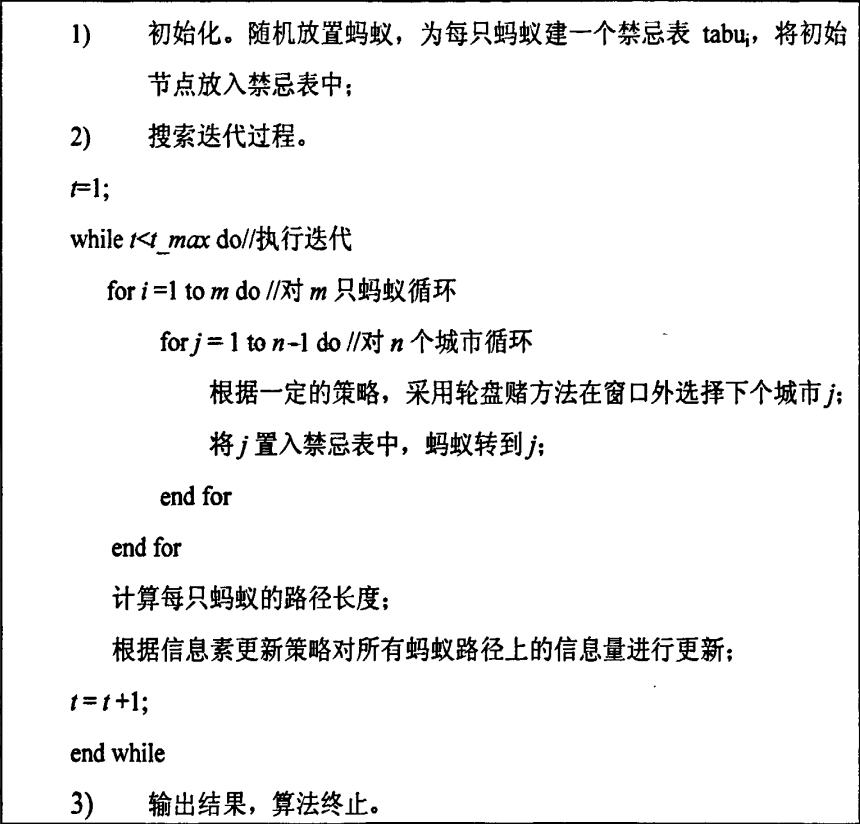 1) 初始化。随机放置蚂蚁，为每只蚂蚁建一个禁忌表 tabui，将初始
节点放入禁忌表中；
2) 搜索迭代过程。
t=1;
while t<t_max do//执行迭代
for i =1 to m do //对 m 只蚂蚁循环
for j = 1 to n-1 do //对 n 个城市循环
根据一定的策略，采用轮盘赌方法在窗口外选择下个城市 j;
将 j 置入禁忌表中，蚂蚁转到 j;
end for
end for
计算每只蚂蚁的路径长度；
根据信息素更新策略对所有蚂蚁路径上的信息量进行更新；
t = t +1;
end while
3) 输出结果，算法终止。